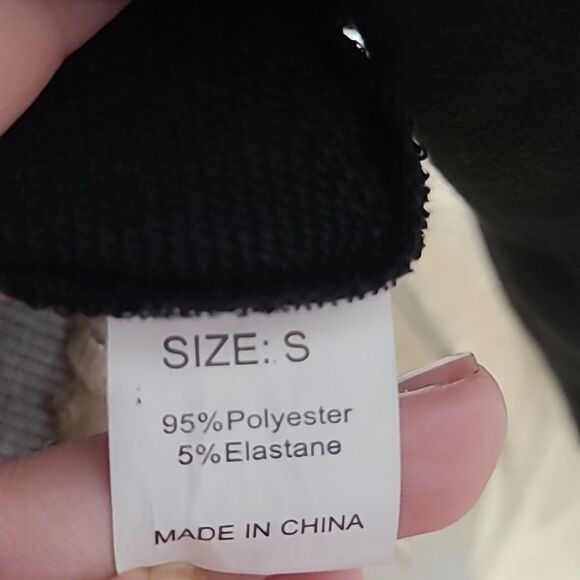 SIZE: S
95%Polyester
5%Elastane
MADE IN CHINA